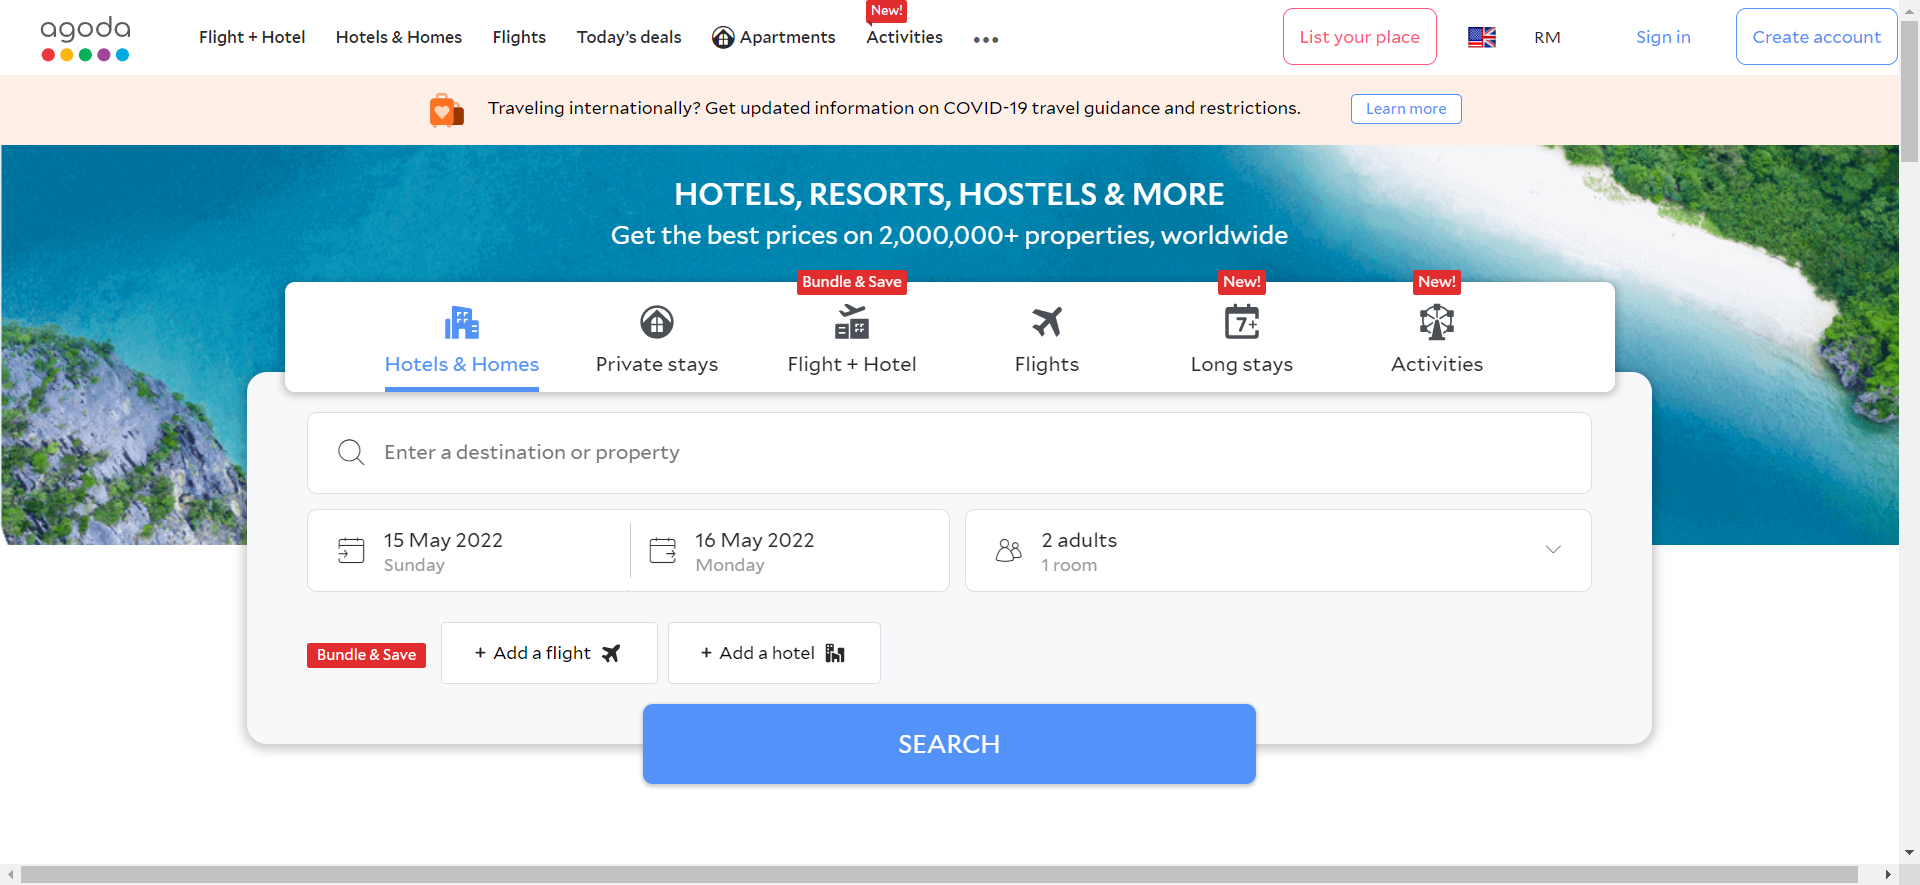 agoda
Flight + Hotel
Hotels & Homes
Flights
Today's deals
Apartments
New!
Activities
List your place
RM
Sign in
Create account
Traveling internationally? Get updated information on COVID-19 travel guidance and restrictions.
Learn more
HOTELS, RESORTS, HOSTELS & MORE
Get the best prices on 2,000,000+ properties, worldwide
Hotels & Homes
Private stays
Bundle & Save
Flight + Hotel
Flights
New!
7+
Long stays
New!
Activities
Enter a destination or property
15 May 2022
Sunday
16 May 2022
Monday
2 adults
1 room
Bundle & Save
+ Add a flight
+ Add a hotel
SEARCH